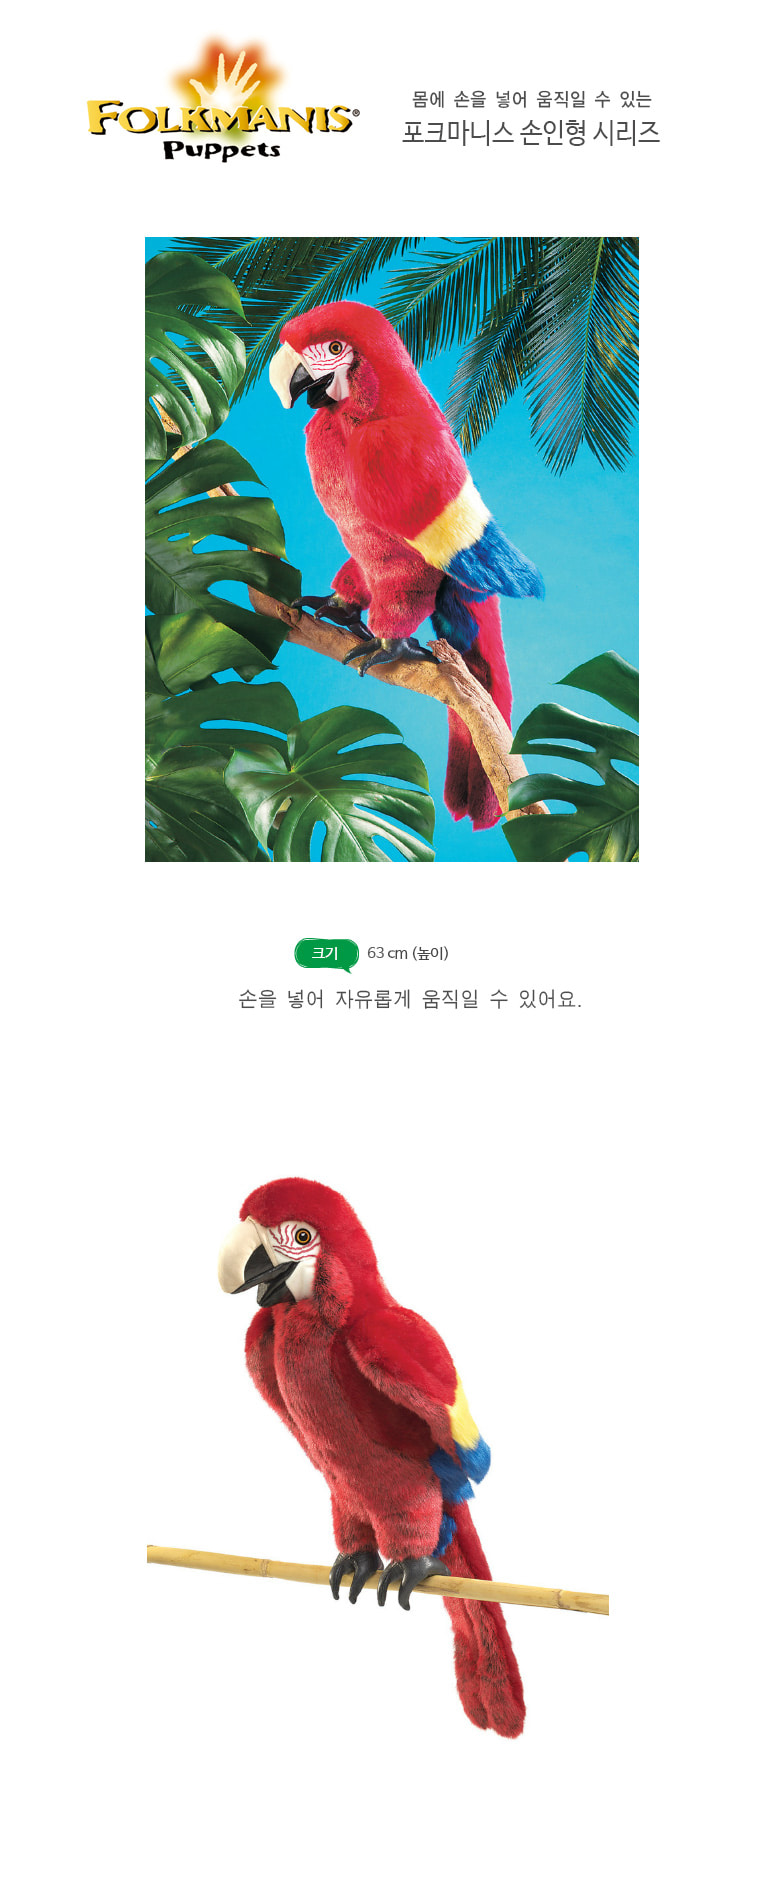 FOLKMANIS®
Puppets
몸에 손을 넣어 움직일 수 있는
포크마니스 손인형 시리즈
크기 63 cm (높이)
손을 넣어 자유롭게 움직일 수 있어요.